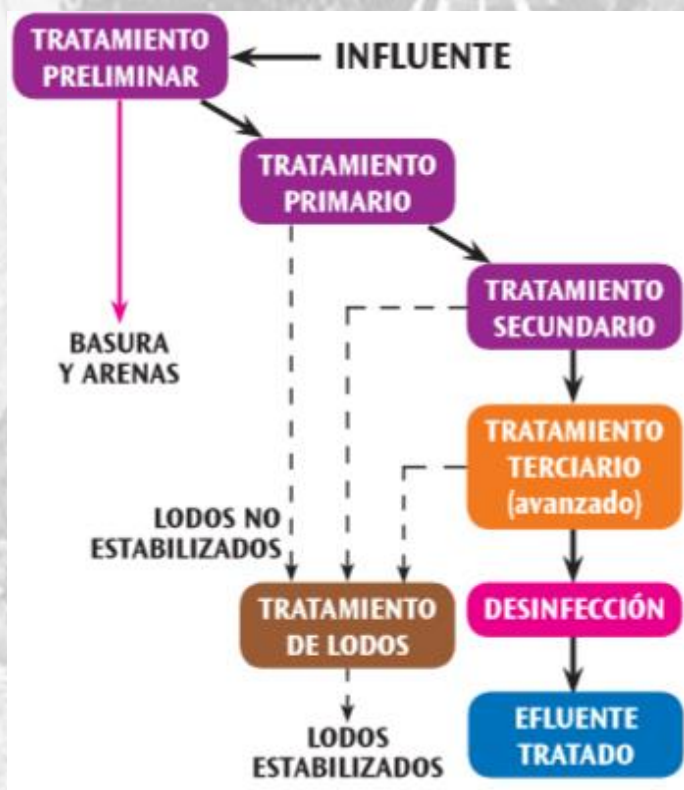 TRATAMIENTO
PRELIMINAR
INFLUENTE
TRATAMIENTO
PRIMARIO
TRATAMIENTO
SECUNDARIO
BASURA
Y ARENAS
TRATAMIENTO
TERCIARIO
(avanzado)
LODOS NO
ESTABILIZADOS
TRATAMIENTO
DE LODOS
DESINFECCIÓN
EFLUENTE
TRATADO
LODOS
ESTABILIZADOS